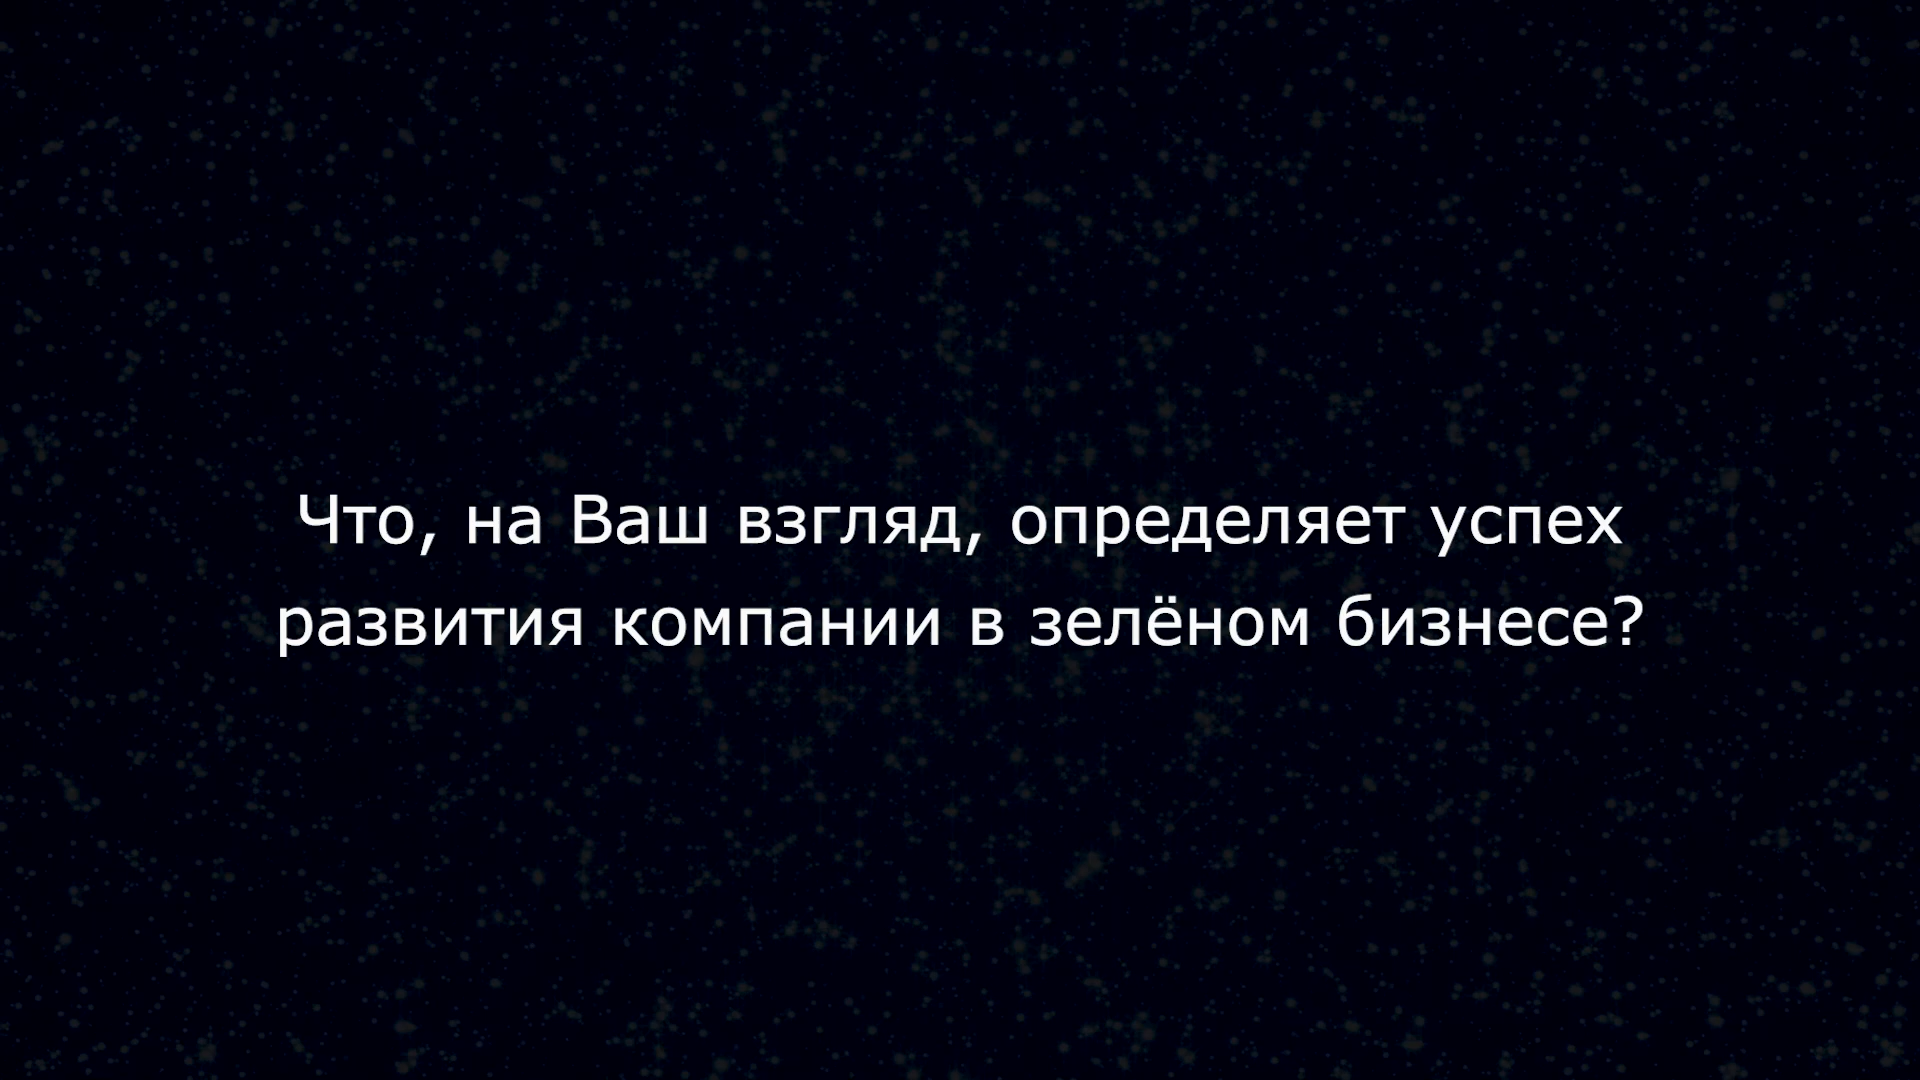 Что, на Ваш взгляд, определяет успех
развития компании в зелёном бизнесе?